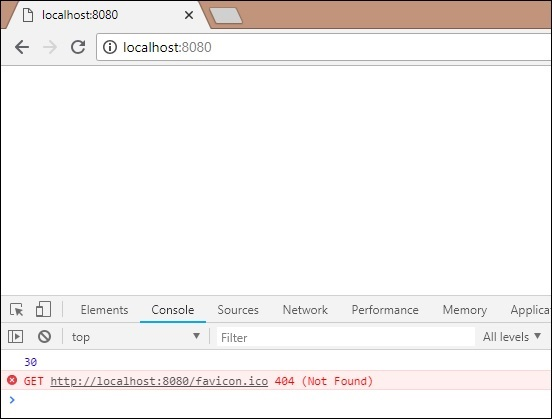 localhost:8080
localhost:8080
Elements Console Sources Network Performance Memory Applica
top Filter All levels
30
GET http://localhost:8080/favicon.ico 404 (Not Found)